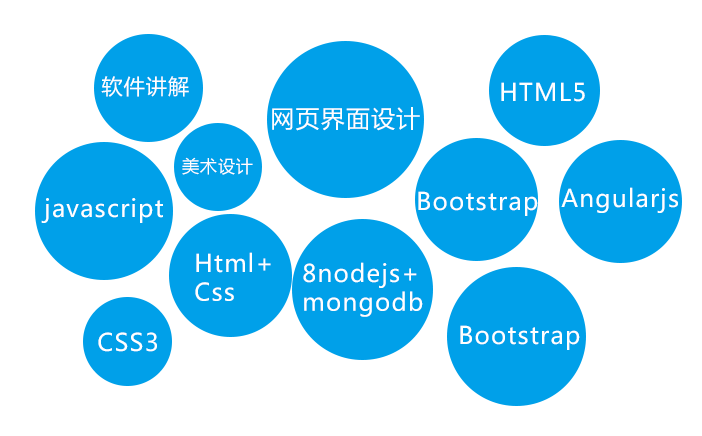 软件讲解
网页界面设计
HTML5
美术设计
javascript
Bootstrap
Angularjs
Html+
Css
8nodejs+
mongodb
CSS3
Bootstrap